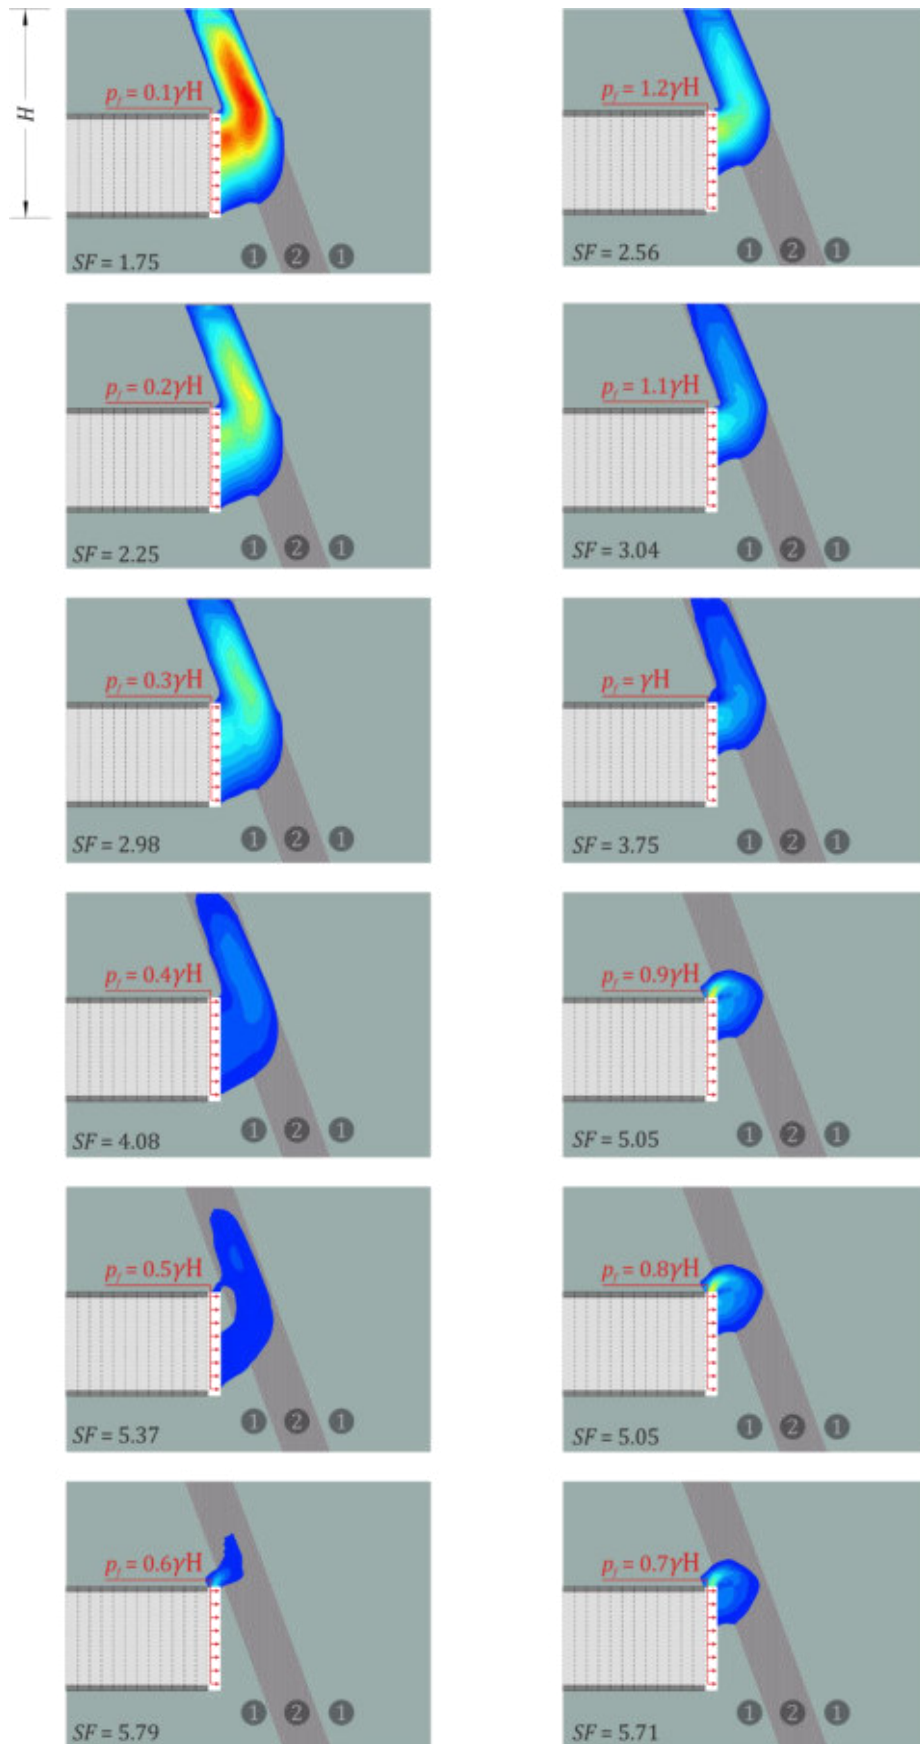 H
p_f = 0.1γH
SF = 1.75
1 2 1
p_f = 1.2γH
SF = 2.56
1 2 1
p_f = 0.2γH
SF = 2.25
1 2 1
p_f = 1.1γH
SF = 3.04
1 2 1
p_f = 0.3γH
SF = 2.98
1 2 1
p_f = γH
SF = 3.75
1 2 1
p_f = 0.4γH
SF = 4.08
1 2 1
p_f = 0.9γH
SF = 5.05
1 2 1
p_f = 0.5γH
SF = 5.37
1 2 1
p_f = 0.8γH
SF = 5.05
1 2 1
p_f = 0.6γH
SF = 5.79
1 2 1
p_f = 0.7γH
SF = 5.71
1 2 1